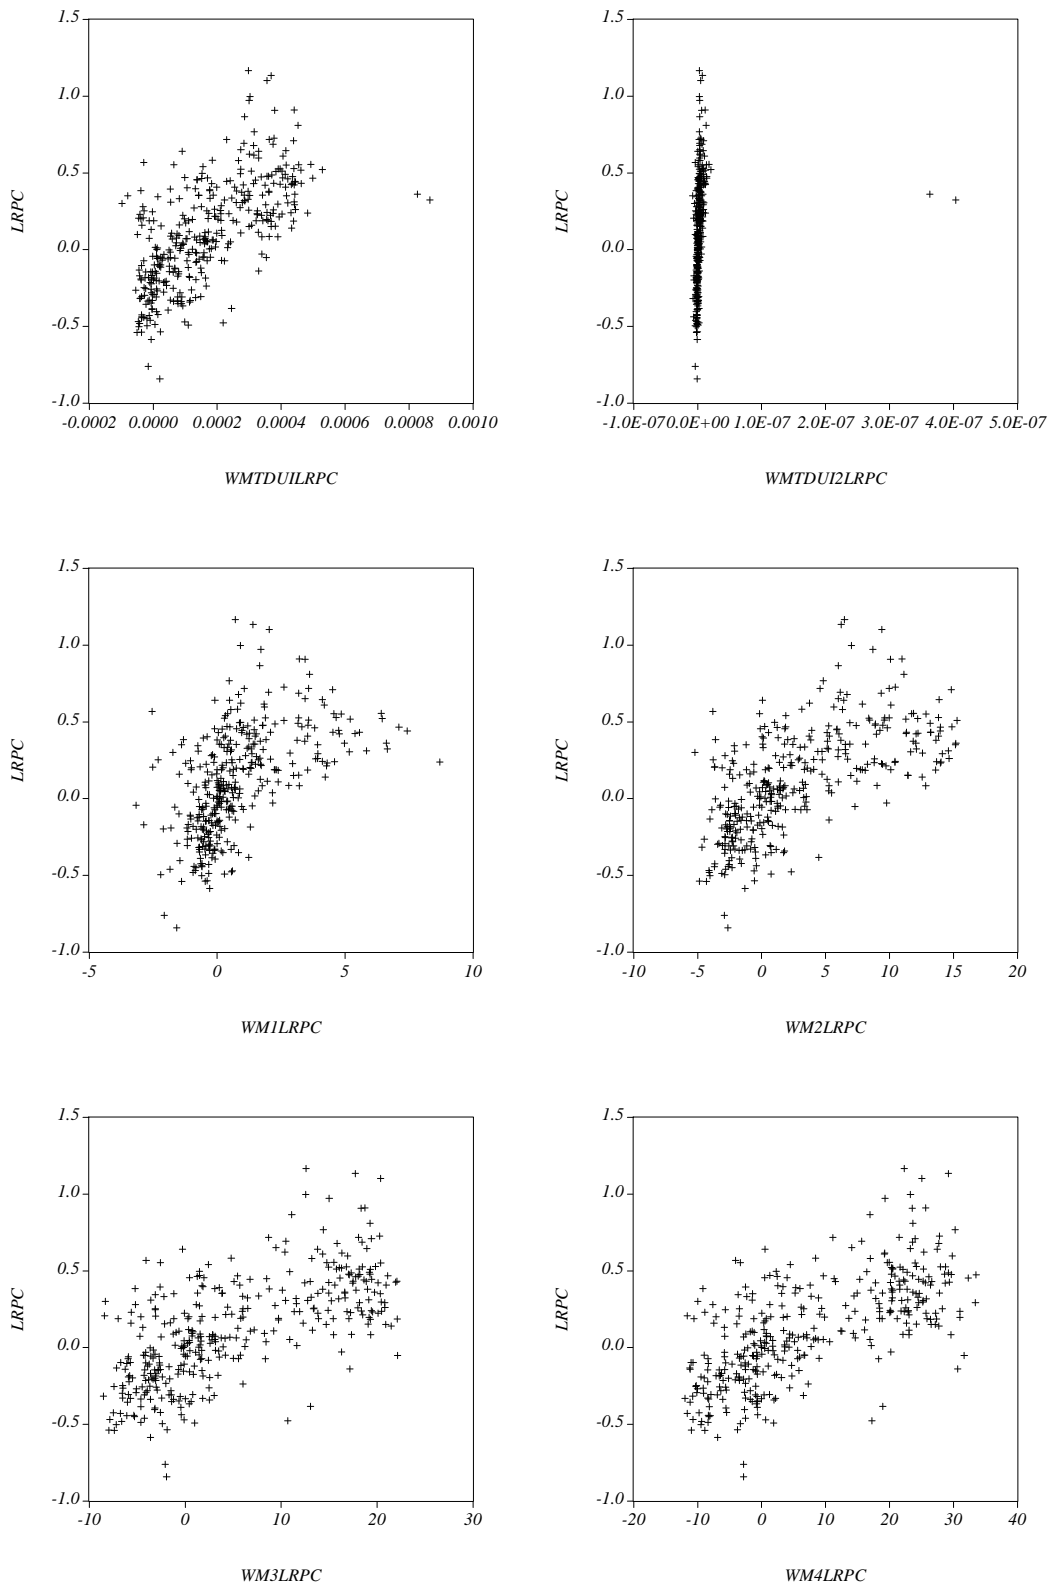 1.5
1.0
0.5
0.0
-0.5
-1.0
LRPC
-0.0002 0.0000 0.0002 0.0004 0.0006 0.0008 0.0010
WMTDUILRPC
1.5
1.0
0.5
0.0
-0.5
-1.0
LRPC
-1.0E-07 0.0E+00 1.0E-07 2.0E-07 3.0E-07 4.0E-07 5.0E-07
WMTDUI2LRPC
1.5
1.0
0.5
0.0
-0.5
-1.0
LRPC
-5 0 5 10
WM1LRPC
1.5
1.0
0.5
0.0
-0.5
-1.0
LRPC
-10 -5 0 5 10 15 20
WM2LRPC
1.5
1.0
0.5
0.0
-0.5
-1.0
LRPC
-10 0 10 20 30
WM3LRPC
1.5
1.0
0.5
0.0
-0.5
-1.0
LRPC
-20 -10 0 10 20 30 40
WM4LRPC